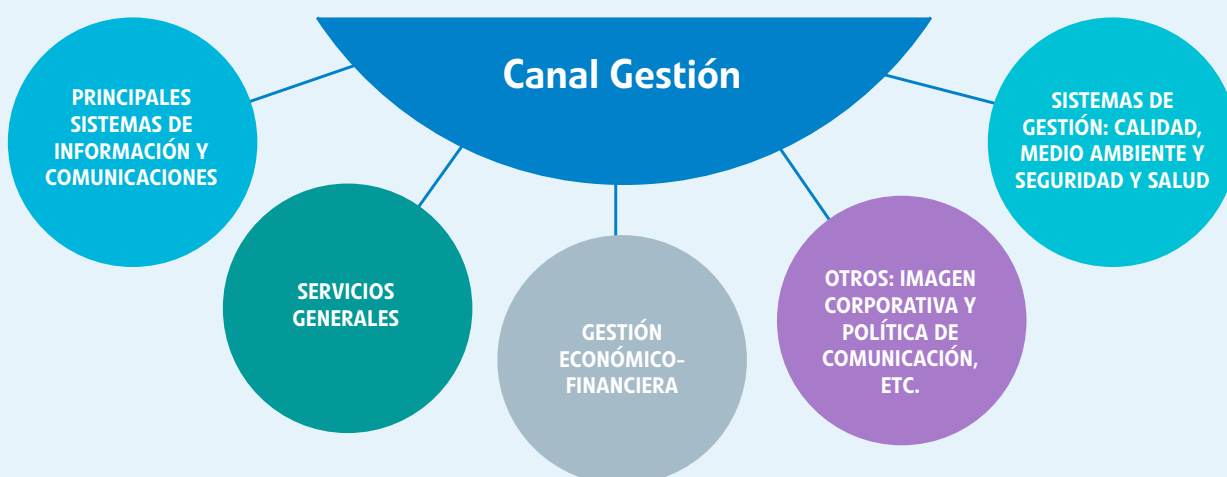 Canal Gestión
PRINCIPALES
SISTEMAS DE
INFORMACIÓN Y
COMUNICACIONES
SERVICIOS
GENERALES
GESTIÓN
ECONÓMICO-
FINANCIERA
OTROS: IMAGEN
CORPORATIVA Y
POLÍTICA DE
COMUNICACIÓN,
ETC.
SISTEMAS DE
GESTIÓN: CALIDAD,
MEDIO AMBIENTE Y
SEGURIDAD Y SALUD